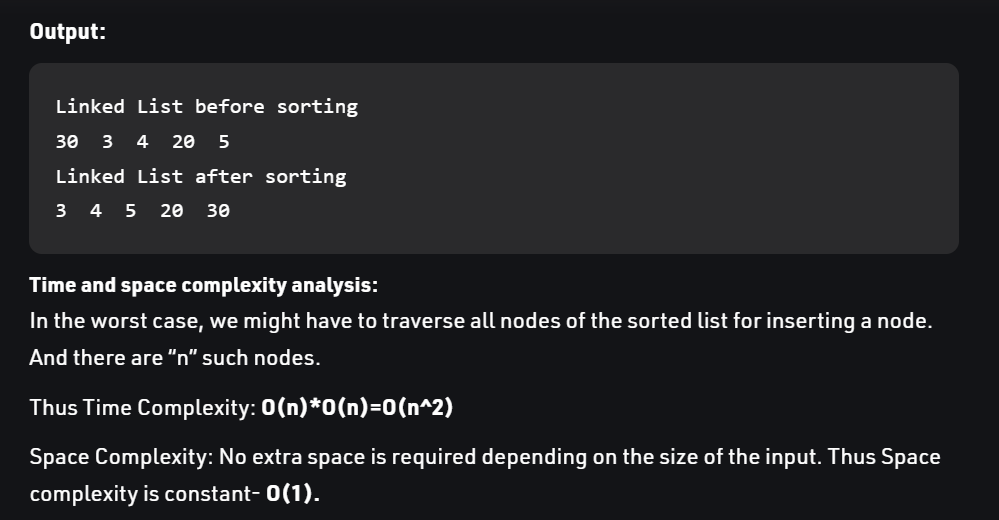 Output:
Linked List before sorting
30  3  4  20  5
Linked List after sorting
3  4  5  20  30
Time and space complexity analysis:
In the worst case, we might have to traverse all nodes of the sorted list for inserting a node.
And there are “n” such nodes.
Thus Time Complexity: O(n)*O(n)=O(n^2)
Space Complexity: No extra space is required depending on the size of the input. Thus Space
complexity is constant- O(1).